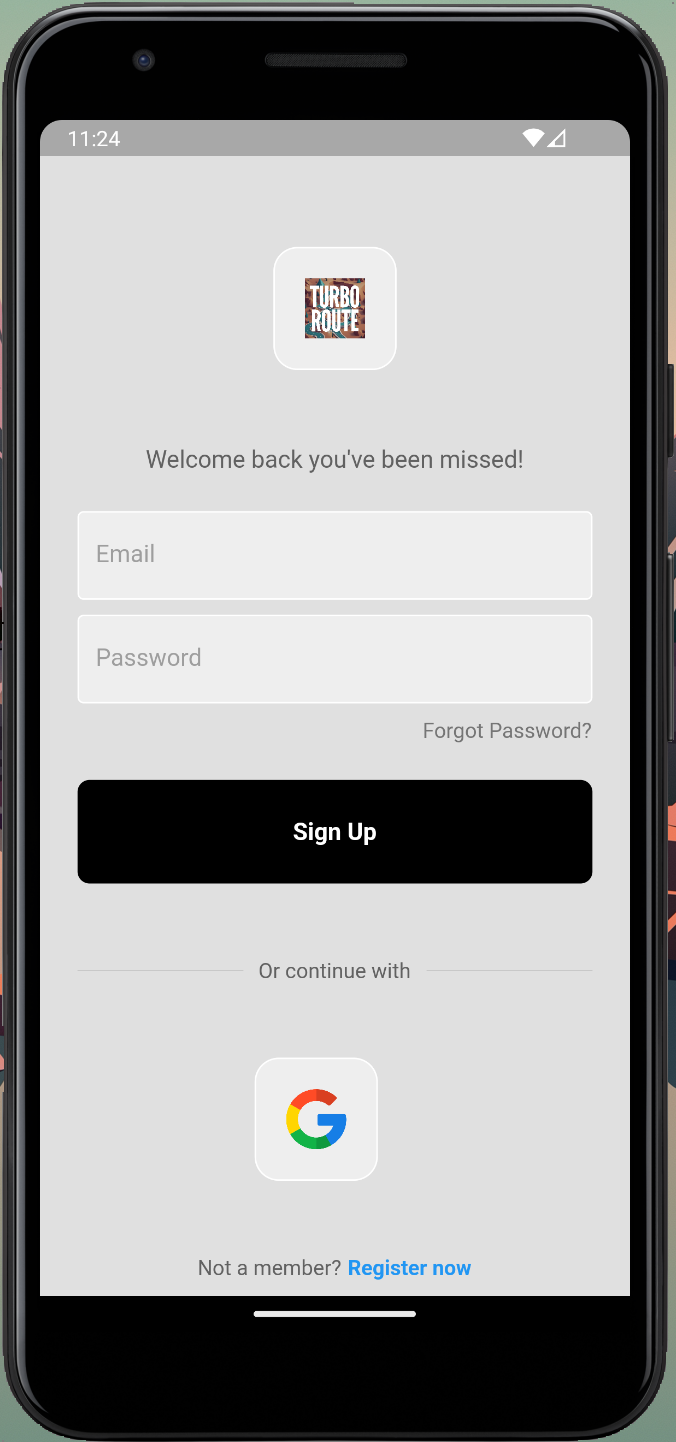 11:24
TURBO
ROUTE
Welcome back you've been missed!
Email
Password
Forgot Password?
Sign Up
Or continue with
Not a member? Register now